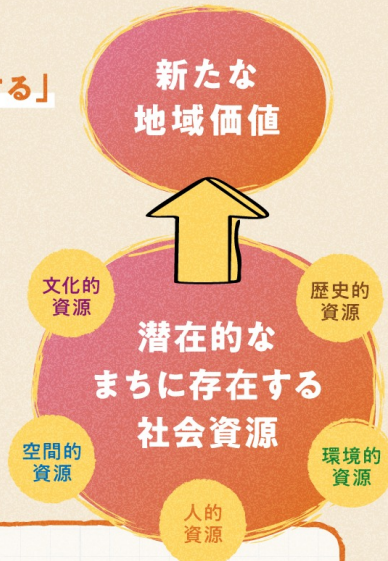 る」
新たな
地域価値
文化的
資源
歴史的
資源
潜在的な
まちに存在する
社会資源
空間的
資源
環境的
資源
人的
資源